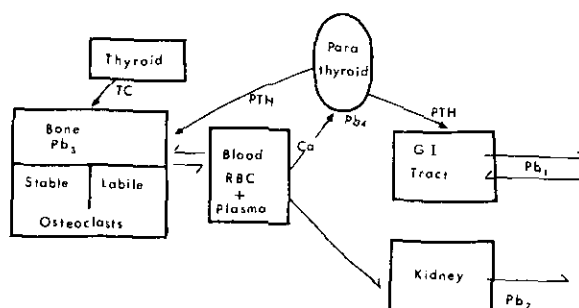 Thyroid
TC
Para
thyroid
PTH
PTH
Pb4
Ca
Bone
Pb3
Stable
Labile
Osteoclasts
Blood
RBC
+
Plasma
G I
Tract
Pb1
Kidney
Pb2